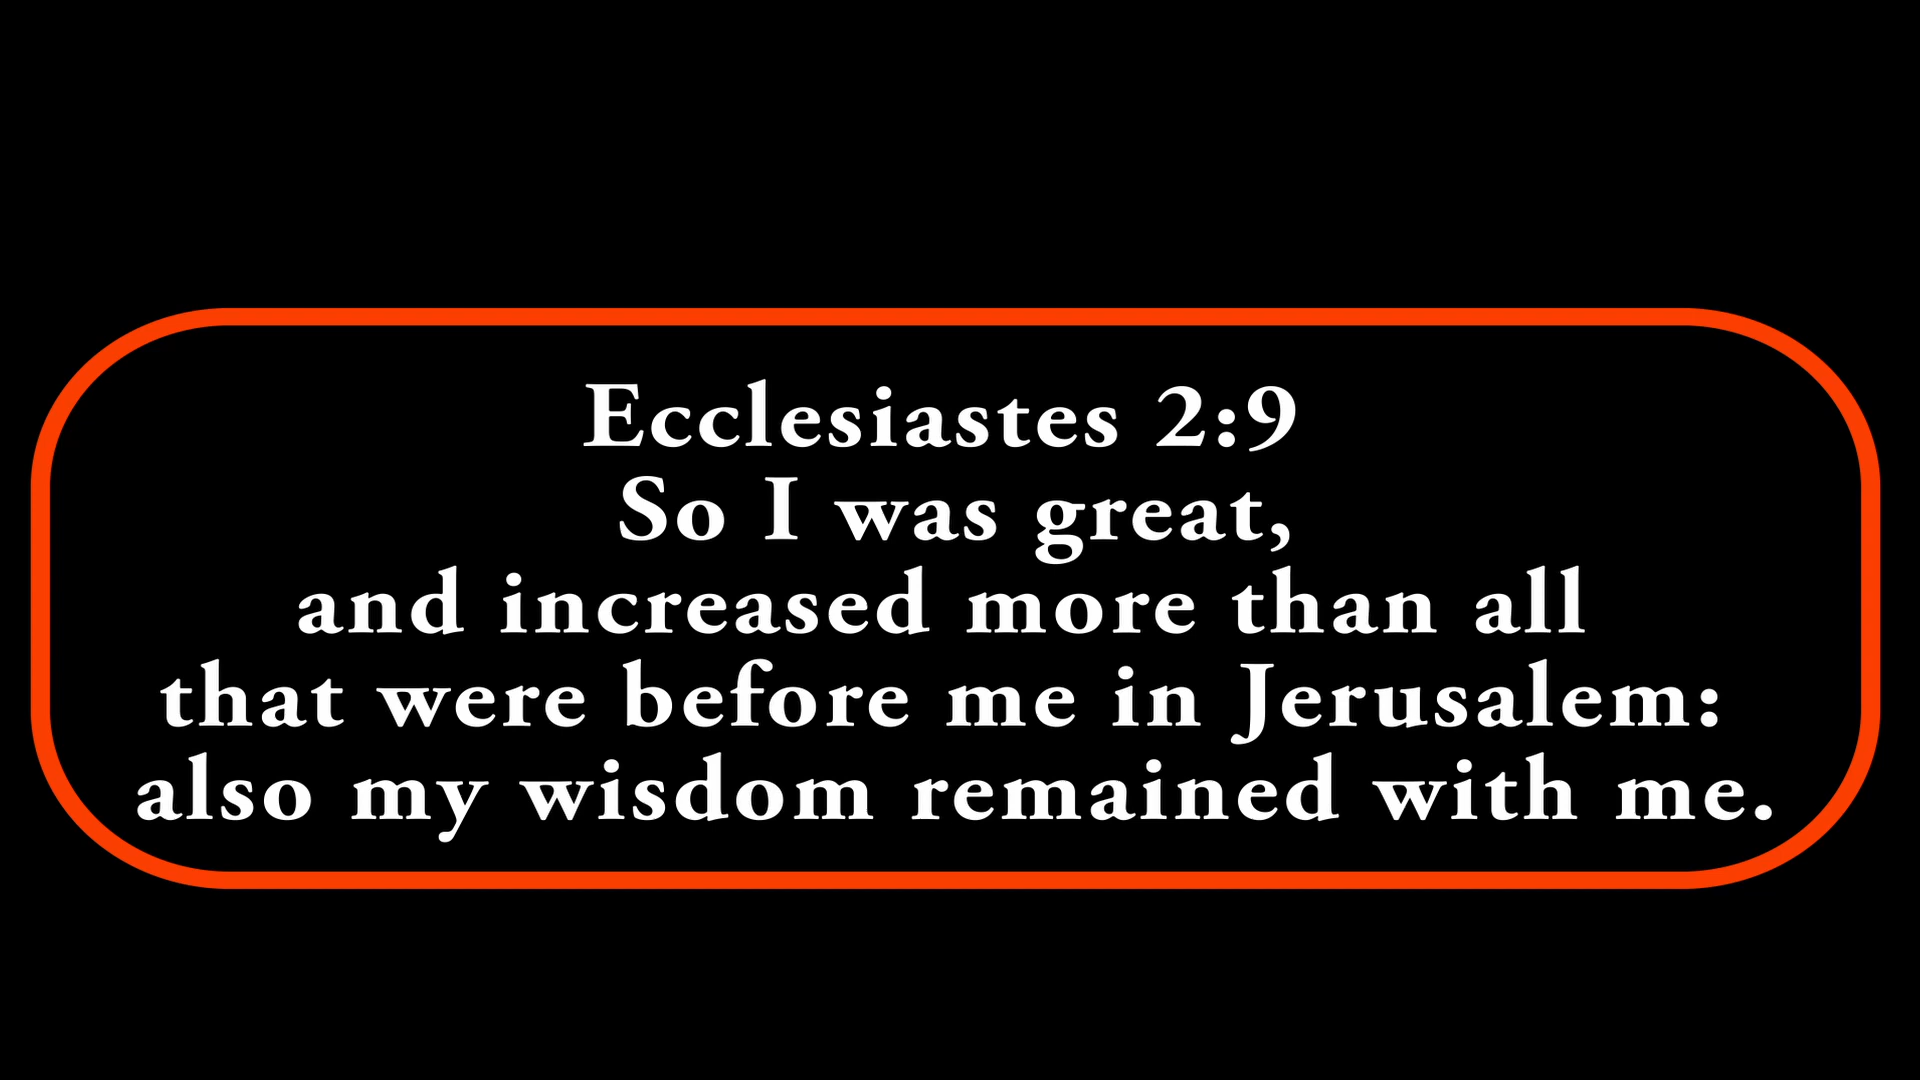 Ecclesiastes 2:9
So I was great,
and increased more than all
that were before me in Jerusalem:
also my wisdom remained with me.